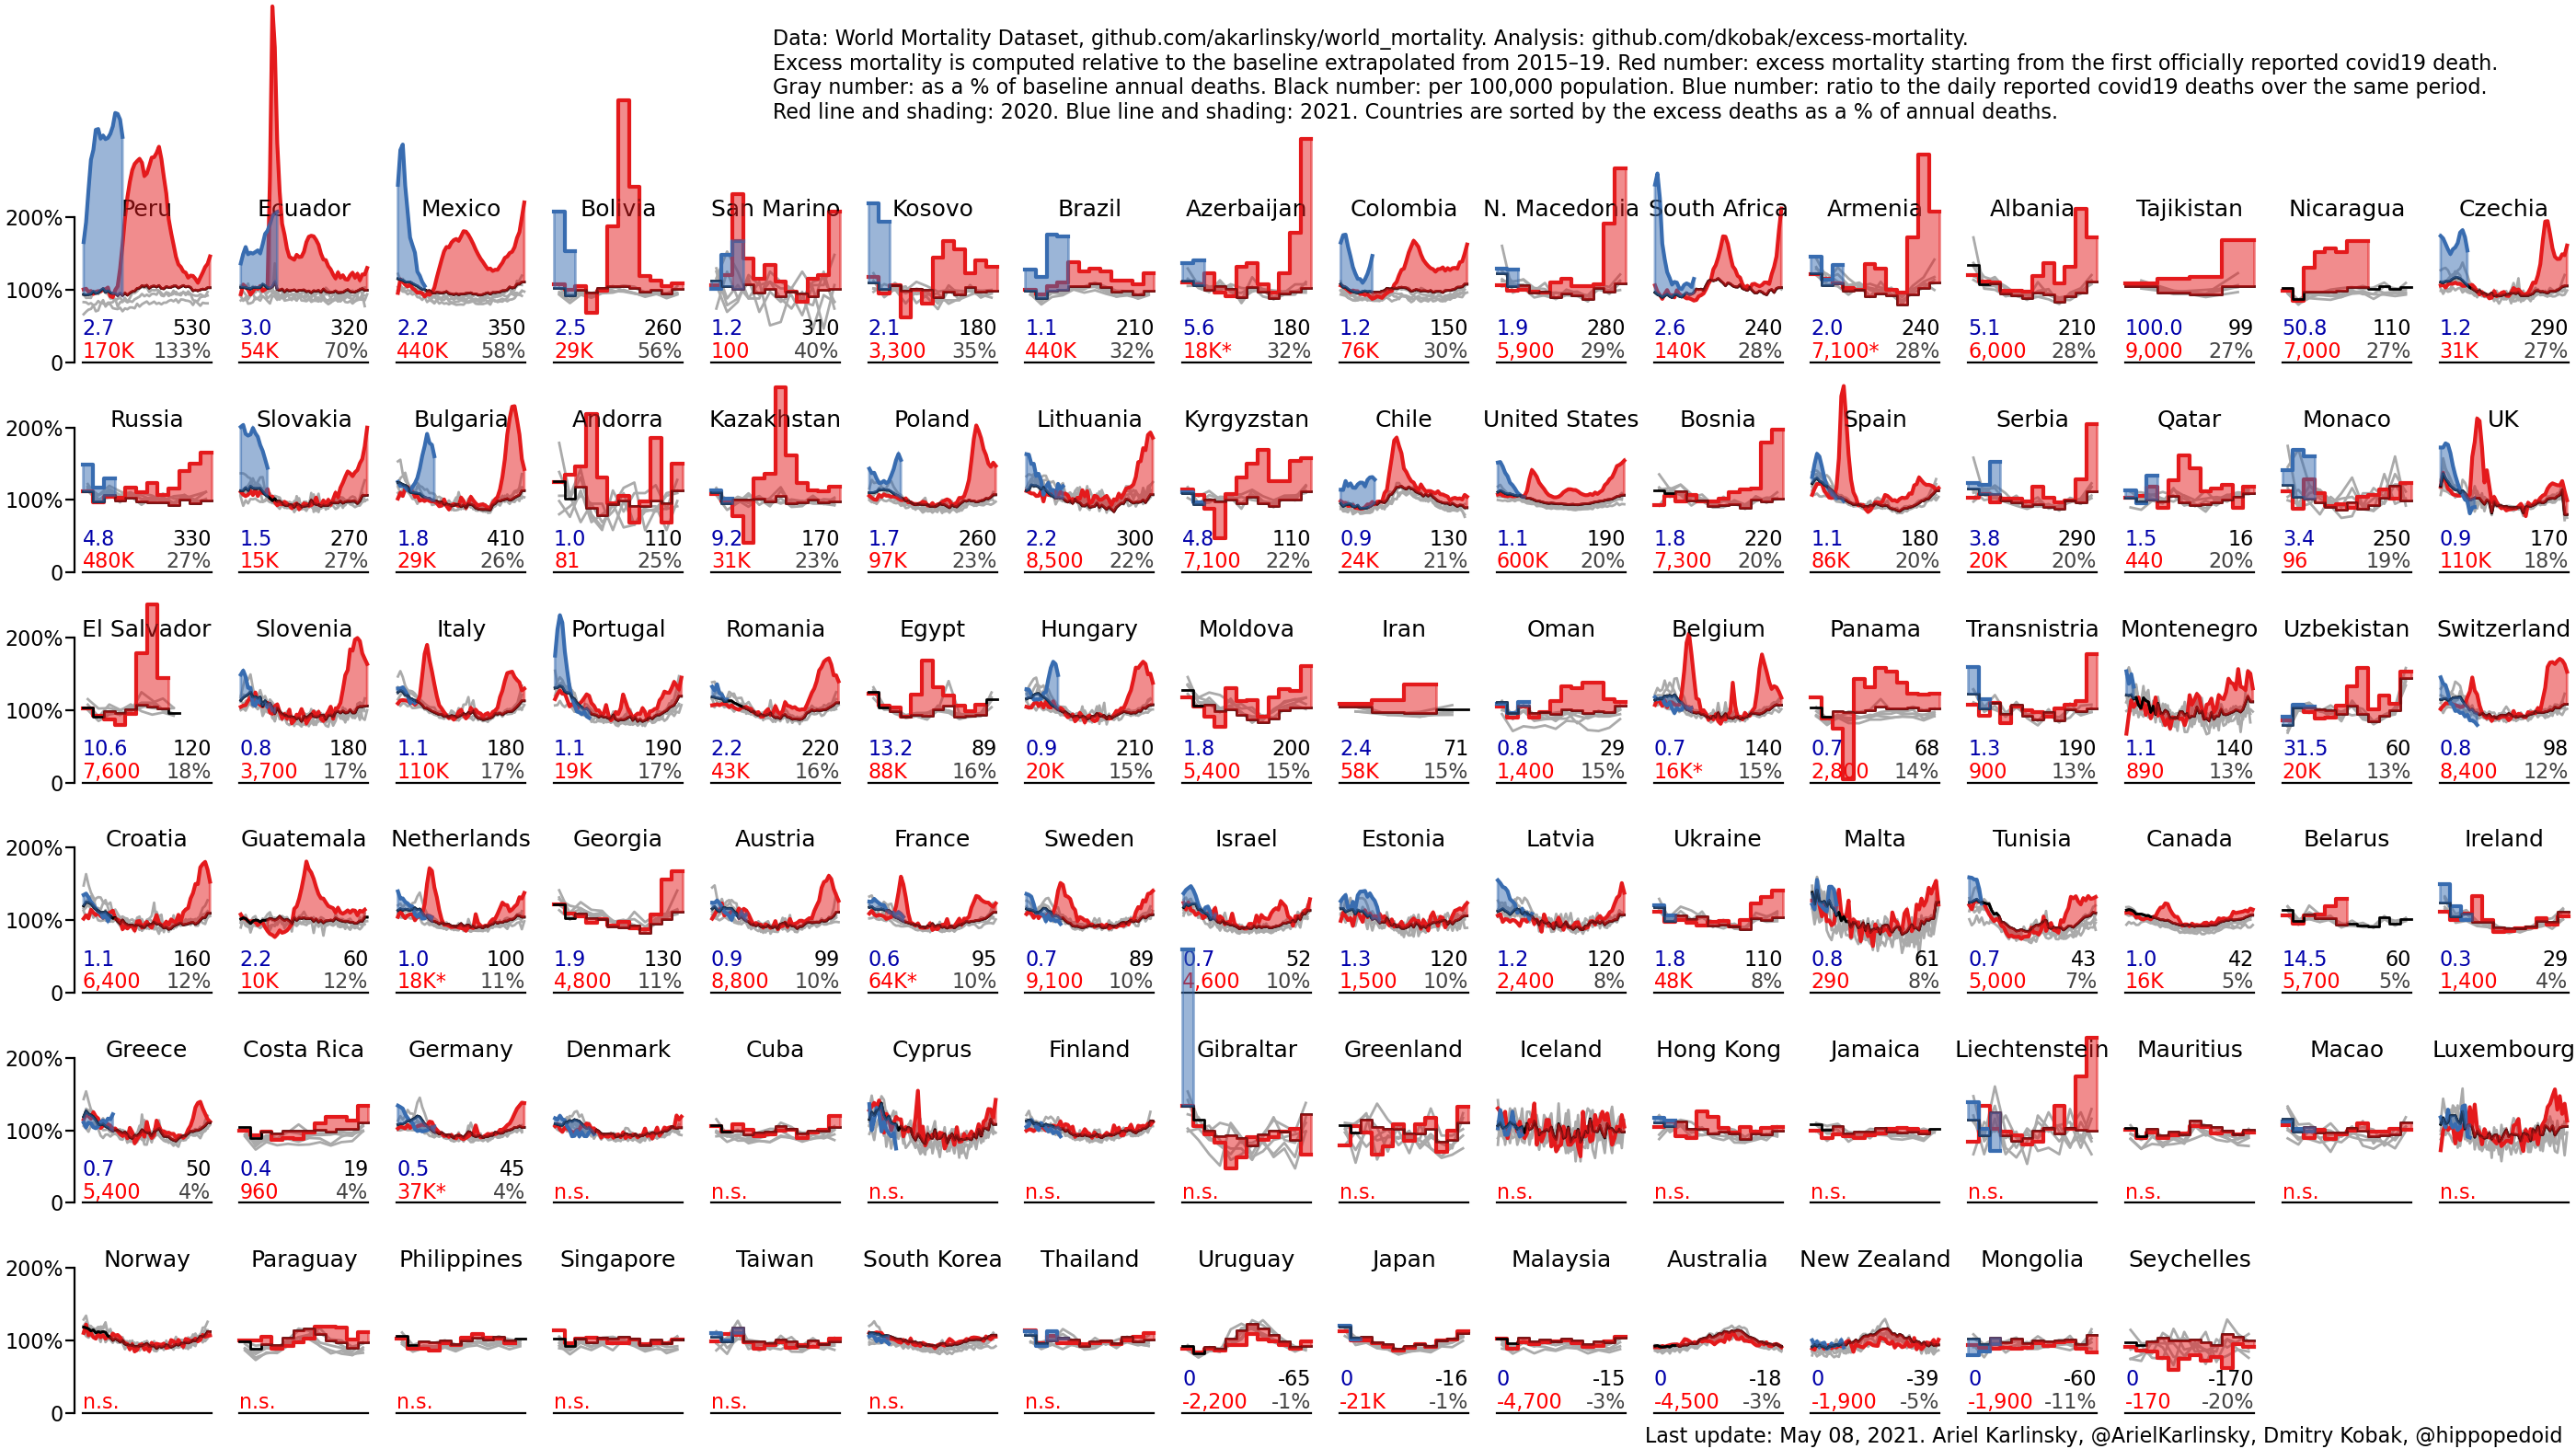 Data: World Mortality Dataset, github.com/akarlinsky/world_mortality. Analysis: github.com/dkobak/excess-mortality.
Excess mortality is computed relative to the baseline extrapolated from 2015–19. Red number: excess mortality starting from the first officially reported covid19 death.
Gray number: as a % of baseline annual deaths. Black number: per 100,000 population. Blue number: ratio to the daily reported covid19 deaths over the same period.
Red line and shading: 2020. Blue line and shading: 2021. Countries are sorted by the excess deaths as a % of annual deaths.
Peru Ecuador Mexico Bolivia San Marino Kosovo Brazil Azerbaijan Colombia N. Macedonia South Africa Armenia Albania Tajikistan Nicaragua Czechia
200%
100%
2.7 530 3.0 320 2.2 350 2.5 260 1.2 310 2.1 180 1.1 210 5.6 180 1.2 150 1.9 280 2.6 240 2.0 240 5.1 210 100.0 99 50.8 110 1.2 290
170K 133% 54K 70% 440K 58% 29K 56% 100 40% 3,300 35% 440K 32% 18K* 32% 76K 30% 5,900 29% 140K 28% 7,100* 28% 6,000 28% 9,000 27% 7,000 27% 31K 27%
0
Russia Slovakia Bulgaria Andorra Kazakhstan Poland Lithuania Kyrgyzstan Chile United States Bosnia Spain Serbia Qatar Monaco UK
200%
100%
4.8 330 1.5 270 1.8 410 1.0 110 9.2 170 1.7 260 2.2 300 4.8 110 0.9 130 1.1 190 1.8 220 1.1 180 3.8 290 1.5 16 3.4 250 0.9 170
480K 27% 15K 27% 29K 26% 81 25% 31K 23% 97K 23% 8,500 22% 7,100 22% 24K 21% 600K 20% 7,300 20% 86K 20% 20K 20% 440 20% 96 19% 110K 18%
0
El Salvador Slovenia Italy Portugal Romania Egypt Hungary Moldova Iran Oman Belgium Panama Transnistria Montenegro Uzbekistan Switzerland
200%
100%
10.6 120 0.8 180 1.1 180 1.1 190 2.2 220 13.2 89 0.9 210 1.8 200 2.4 71 0.8 29 0.7 140 0.7 68 1.3 190 1.1 140 31.5 60 0.8 98
7,600 18% 3,700 17% 110K 17% 19K 17% 43K 16% 88K 16% 20K 15% 5,400 15% 58K 15% 1,400 15% 16K* 15% 2,800 14% 900 13% 890 13% 20K 13% 8,400 12%
0
Croatia Guatemala Netherlands Georgia Austria France Sweden Israel Estonia Latvia Ukraine Malta Tunisia Canada Belarus Ireland
200%
100%
1.1 160 2.2 60 1.0 100 1.9 130 0.9 99 0.6 95 0.7 89 0.7 52 1.3 120 1.2 120 1.8 110 0.8 61 0.7 43 1.0 42 14.5 60 0.3 29
6,400 12% 10K 12% 18K* 11% 4,800 11% 8,800 10% 64K* 10% 9,100 10% 4,600 10% 1,500 10% 2,400 8% 48K 8% 290 8% 5,000 7% 16K 5% 5,700 5% 1,400 4%
0
Greece Costa Rica Germany Denmark Cuba Cyprus Finland Gibraltar Greenland Iceland Hong Kong Jamaica Liechtenstein Mauritius Macao Luxembourg
200%
100%
0.7 50 0.4 19 0.5 45
5,400 4% 960 4% 37K* 4% n.s. n.s. n.s. n.s. n.s. n.s. n.s. n.s. n.s. n.s. n.s. n.s. n.s.
0
Norway Paraguay Philippines Singapore Taiwan South Korea Thailand Uruguay Japan Malaysia Australia New Zealand Mongolia Seychelles
200%
100%
0 -65 0 -16 0 -15 0 -18 0 -39 0 -60 0 -170
n.s. n.s. n.s. n.s. n.s. n.s. n.s. -2,200 -1% -21K -1% -4,700 -3% -4,500 -3% -1,900 -5% -1,900 -11% -170 -20%
0
Last update: May 08, 2021. Ariel Karlinsky, @ArielKarlinsky, Dmitry Kobak, @hippopedoid